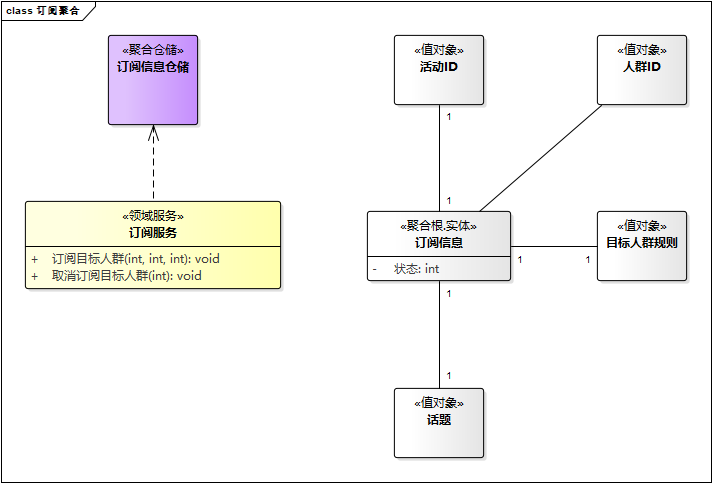 class 订阅聚合
«聚合仓储»
订阅信息仓储
«值对象»
活动ID
«值对象»
人群ID
1
1
«领域服务»
订阅服务
+ 订阅目标人群(int, int, int): void
+ 取消订阅目标人群(int): void
«聚合根.实体»
订阅信息
- 状态: int
1
1
«值对象»
目标人群规则
1
1
«值对象»
话题